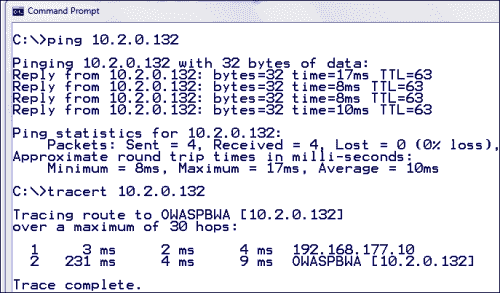 Command Prompt
C:\>ping 10.2.0.132
Pinging 10.2.0.132 with 32 bytes of data:
Reply from 10.2.0.132: bytes=32 time=17ms TTL=63
Reply from 10.2.0.132: bytes=32 time=8ms TTL=63
Reply from 10.2.0.132: bytes=32 time=8ms TTL=63
Reply from 10.2.0.132: bytes=32 time=10ms TTL=63
Ping statistics for 10.2.0.132:
Packets: Sent = 4, Received = 4, Lost = 0 (0% loss),
Approximate round trip times in milli-seconds:
Minimum = 8ms, Maximum = 17ms, Average = 10ms
C:\>tracert 10.2.0.132
Tracing route to OWASPBWA [10.2.0.132]
over a maximum of 30 hops:
1 3 ms 2 ms 4 ms 192.168.177.10
2 231 ms 4 ms 9 ms OWASPBWA [10.2.0.132]
Trace complete.